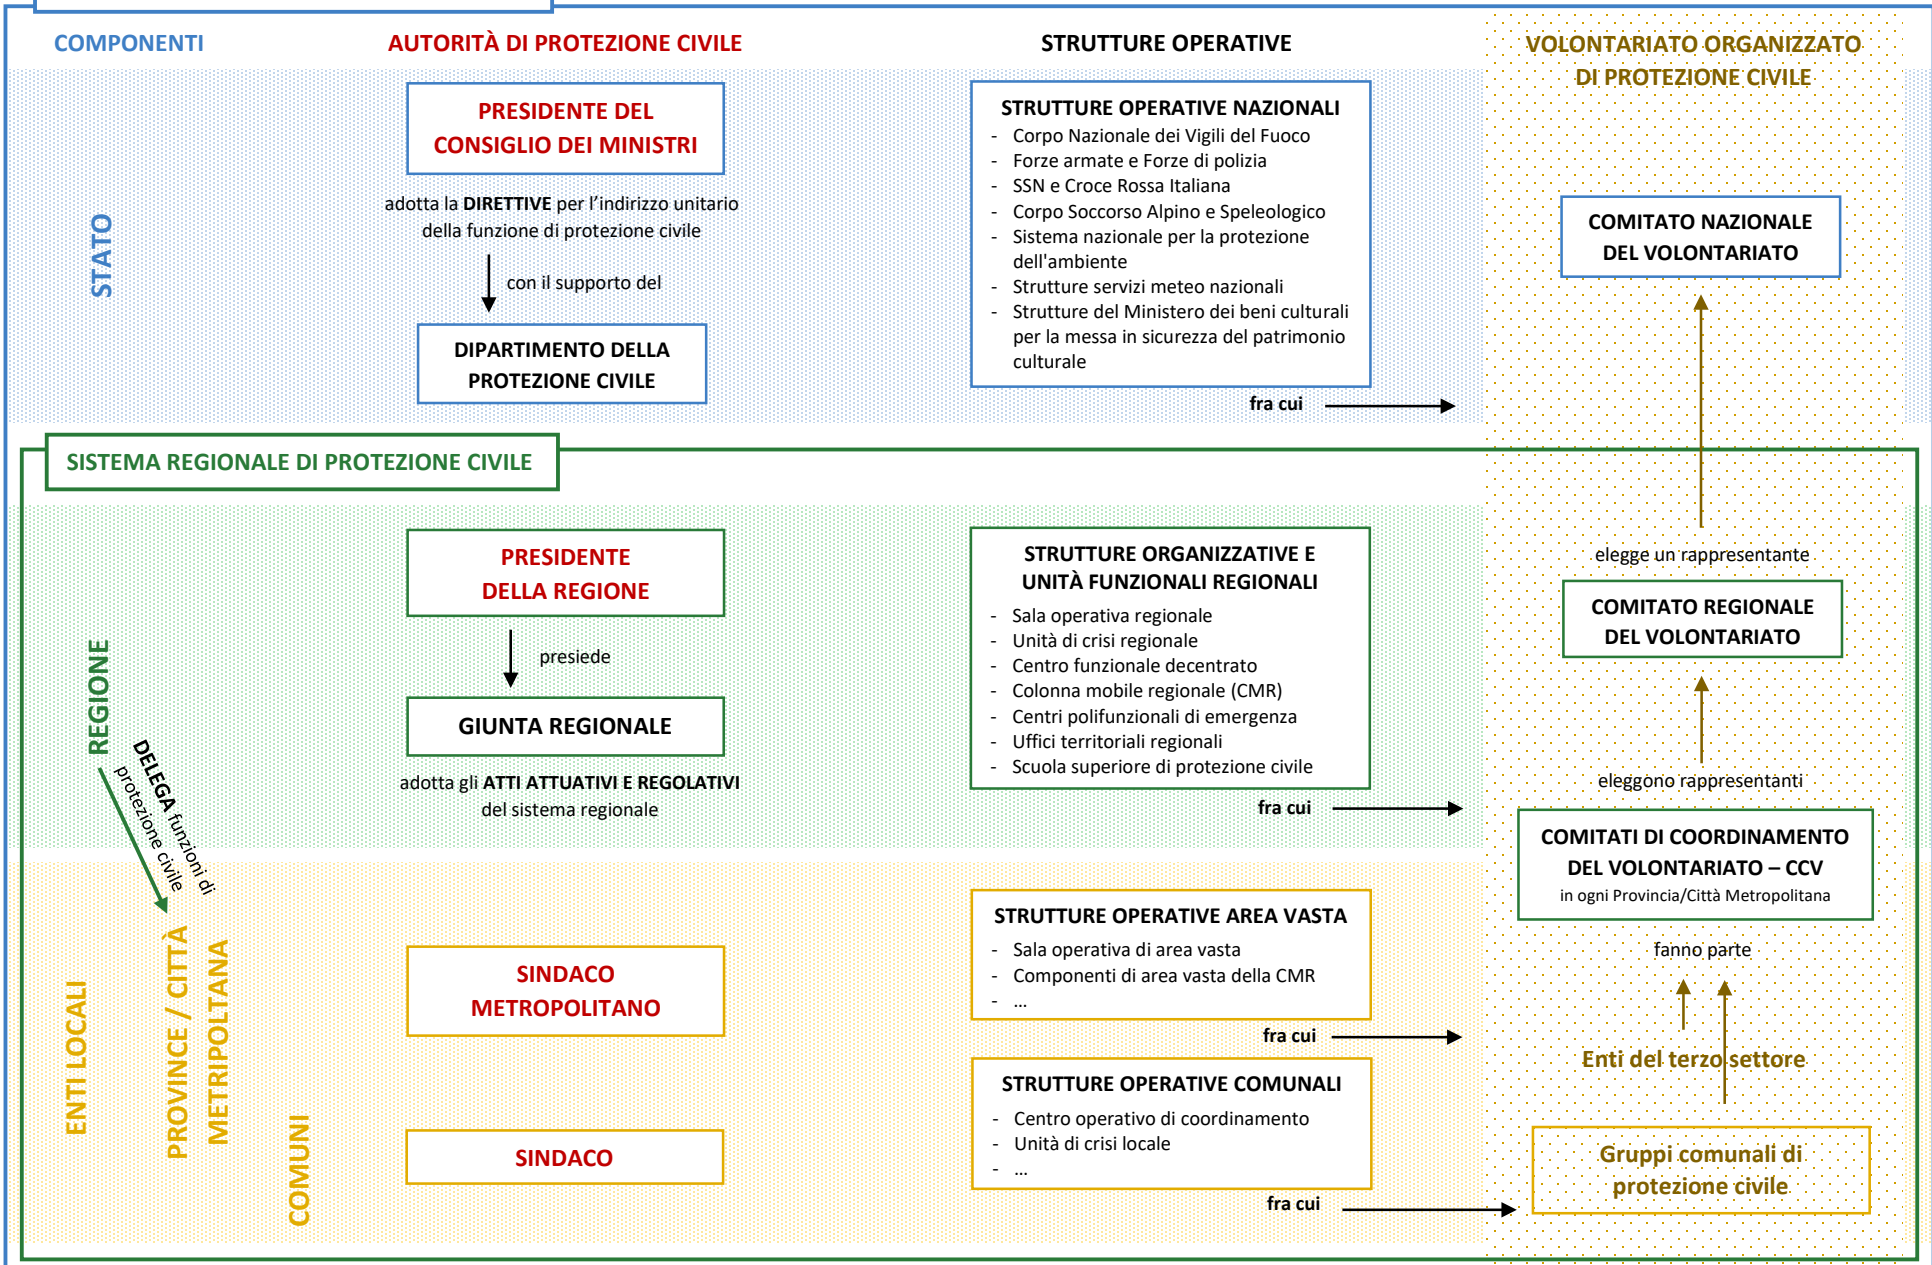 COMPONENTI
AUTORITÀ DI PROTEZIONE CIVILE
STRUTTURE OPERATIVE
VOLONTARIATO ORGANIZZATO
DI PROTEZIONE CIVILE
STATO
PRESIDENTE DEL
CONSIGLIO DEI MINISTRI
adotta la DIRETTIVE per l'indirizzo unitario
della funzione di protezione civile
con il supporto del
DIPARTIMENTO DELLA
PROTEZIONE CIVILE
STRUTTURE OPERATIVE NAZIONALI
- Corpo Nazionale dei Vigili del Fuoco
- Forze armate e Forze di polizia
- SSN e Croce Rossa Italiana
- Corpo Soccorso Alpino e Speleologico
- Sistema nazionale per la protezione
dell'ambiente
- Strutture servizi meteo nazionali
- Strutture del Ministero dei beni culturali
per la messa in sicurezza del patrimonio
culturale
fra cui
COMITATO NAZIONALE
DEL VOLONTARIATO
SISTEMA REGIONALE DI PROTEZIONE CIVILE
REGIONE
DELEGA funzioni di
protezione civile
PRESIDENTE
DELLA REGIONE
presiede
GIUNTA REGIONALE
adotta gli ATTI ATTUATIVI E REGOLATIVI
del sistema regionale
STRUTTURE ORGANIZZATIVE E
UNITÀ FUNZIONALI REGIONALI
- Sala operativa regionale
- Unità di crisi regionale
- Centro funzionale decentrato
- Colonna mobile regionale (CMR)
- Centri polifunzionali di emergenza
- Uffici territoriali regionali
- Scuola superiore di protezione civile
fra cui
elegge un rappresentante
COMITATO REGIONALE
DEL VOLONTARIATO
eleggono rappresentanti
COMITATI DI COORDINAMENTO
DEL VOLONTARIATO – CCV
in ogni Provincia/Città Metropolitana
ENTI LOCALI
PROVINCE / CITTÀ
METRIPOLTANA
COMUNI
SINDACO
METROPOLITANO
SINDACO
STRUTTURE OPERATIVE AREA VASTA
- Sala operativa di area vasta
- Componenti di area vasta della CMR
- …
fra cui
STRUTTURE OPERATIVE COMUNALI
- Centro operativo di coordinamento
- Unità di crisi locale
- …
fra cui
fanno parte
Enti del terzo settore
Gruppi comunali di
protezione civile